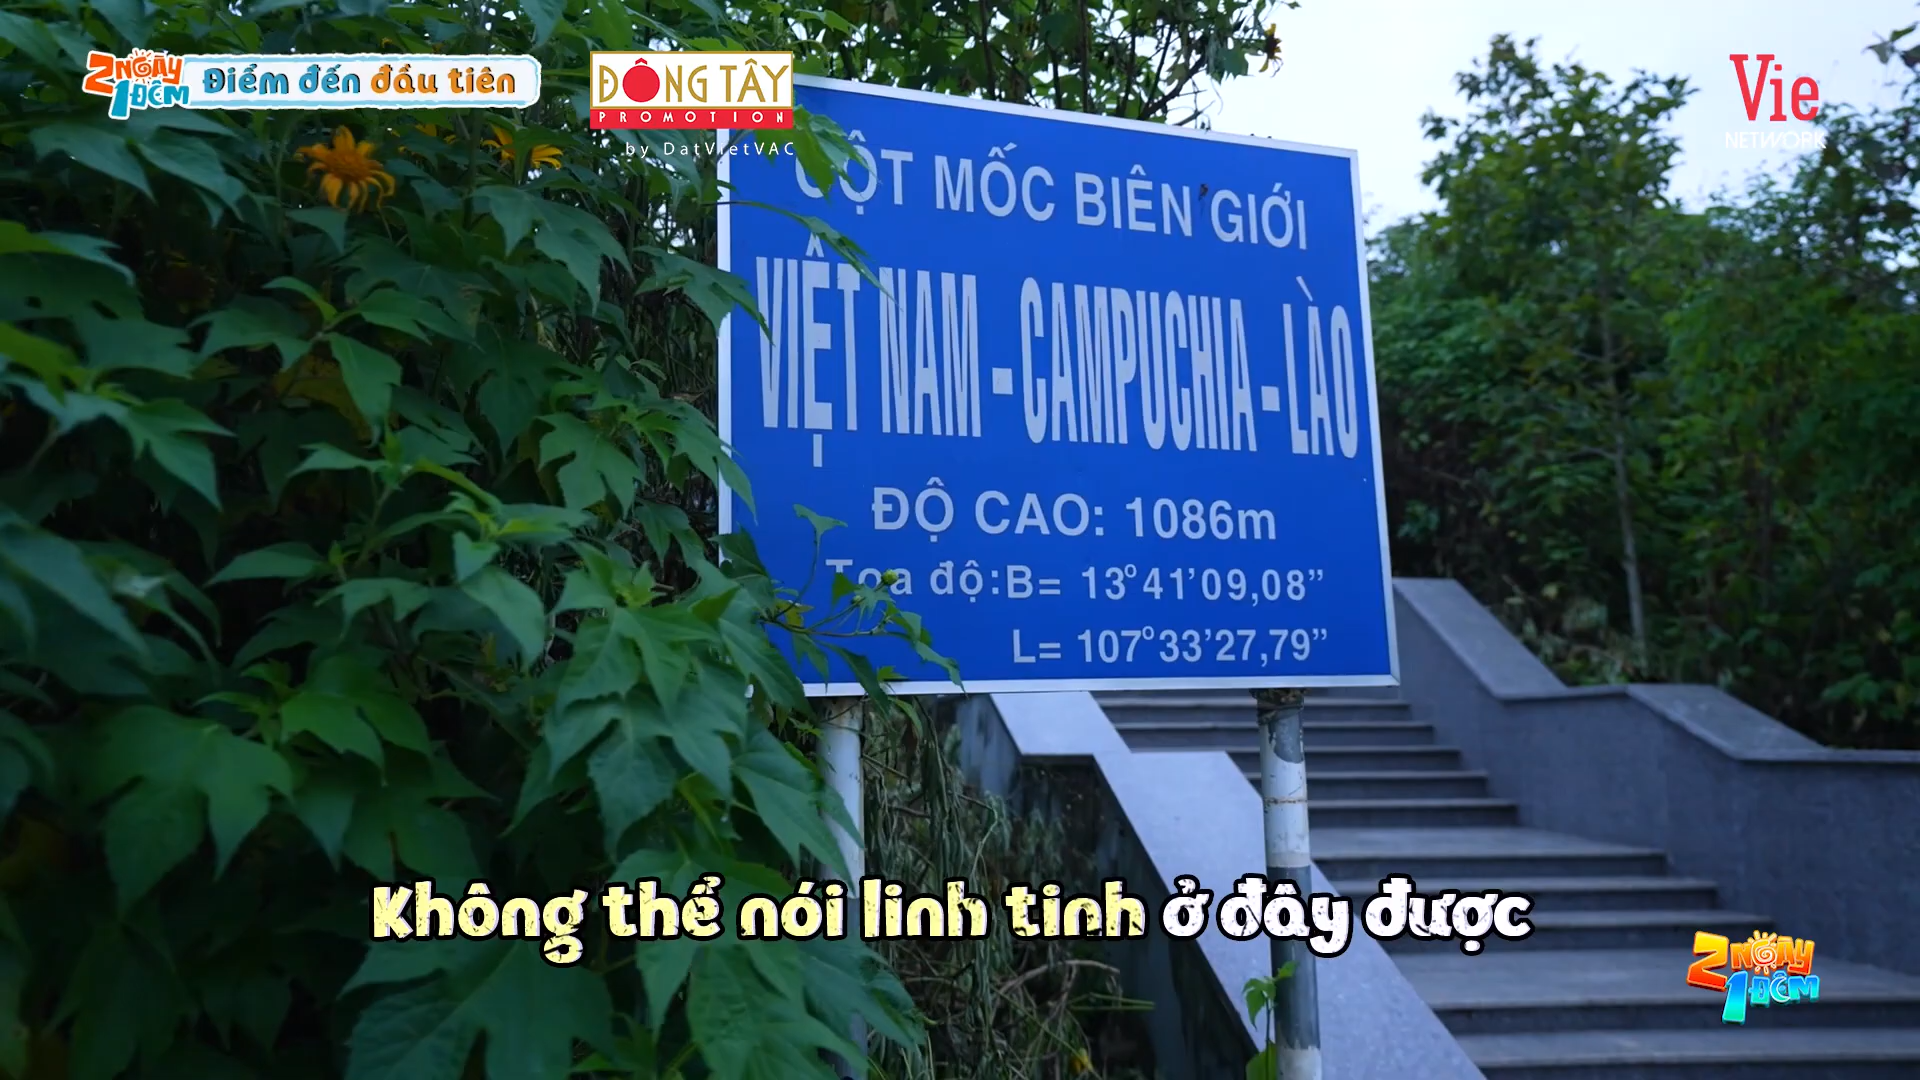 2 NGÀY 1 ĐÊM
Điểm đến đầu tiên
ĐÔNG TÂY
PROMOTION
by DatVietVAC
Vie
NETWORK
CỘT MỐC BIÊN GIỚI
VIỆT NAM - CAMPUCHIA - LÀO
ĐỘ CAO: 1086m
Tọa độ: B= 13°41'09,08"
L= 107°33'27,79"
Không thể nói linh tinh ở đây được
2 NGÀY 1 ĐÊM